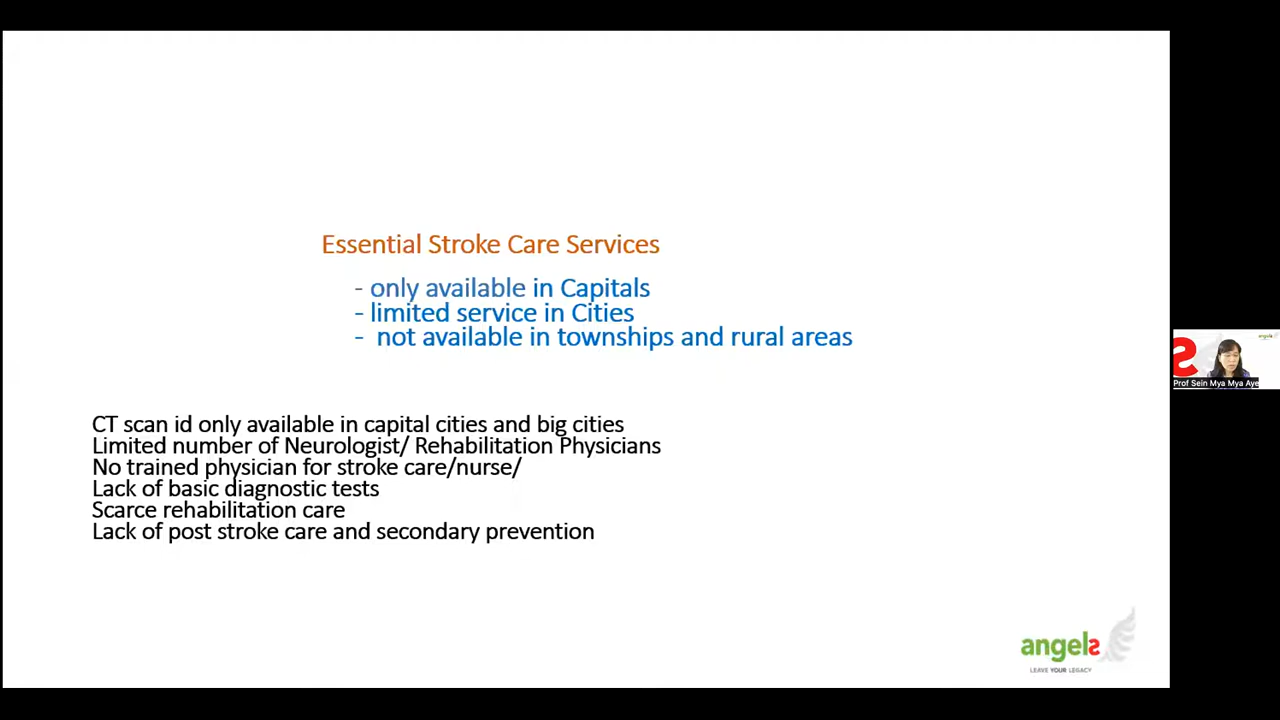 Essential Stroke Care Services
- only available in Capitals
- limited service in Cities
- not available in townships and rural areas
CT scan id only available in capital cities and big cities
Limited number of Neurologist/ Rehabilitation Physicians
No trained physician for stroke care/nurse/
Lack of basic diagnostic tests
Scarce rehabilitation care
Lack of post stroke care and secondary prevention
angels
LEAVE YOUR LEGACY
angels
S
Prof Sein Mya Mya Aye